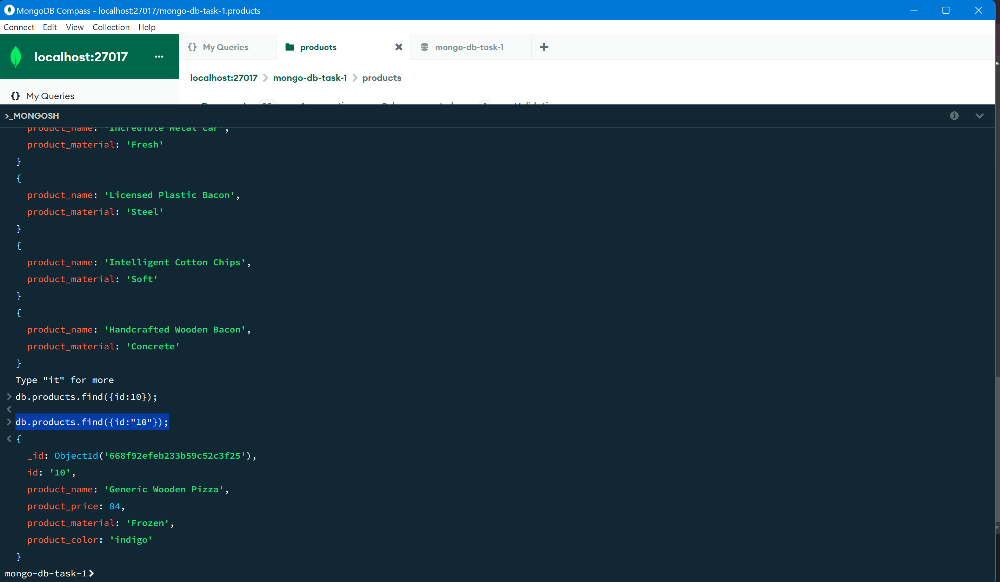 MongoDB Compass - localhost:27017/mongo-db-task-1.products
Connect Edit View Collection Help
localhost:27017 ...
{} My Queries
products
mongo-db-task-1
localhost:27017 > mongo-db-task-1 > products
{} My Queries
>_MONGOSH
product_name: 'Incredible Metal Car',
product_material: 'Fresh'
}
{
product_name: 'Licensed Plastic Bacon',
product_material: 'Steel'
}
{
product_name: 'Intelligent Cotton Chips',
product_material: 'Soft'
}
{
product_name: 'Handcrafted Wooden Bacon',
product_material: 'Concrete'
}
Type "it" for more
> db.products.find({id:10});
<
> db.products.find({id:"10"});
< {
_id: ObjectId('668f92efeb233b59c52c3f25'),
id: '10',
product_name: 'Generic Wooden Pizza',
product_price: 84,
product_material: 'Frozen',
product_color: 'indigo'
}
mongo-db-task-1>